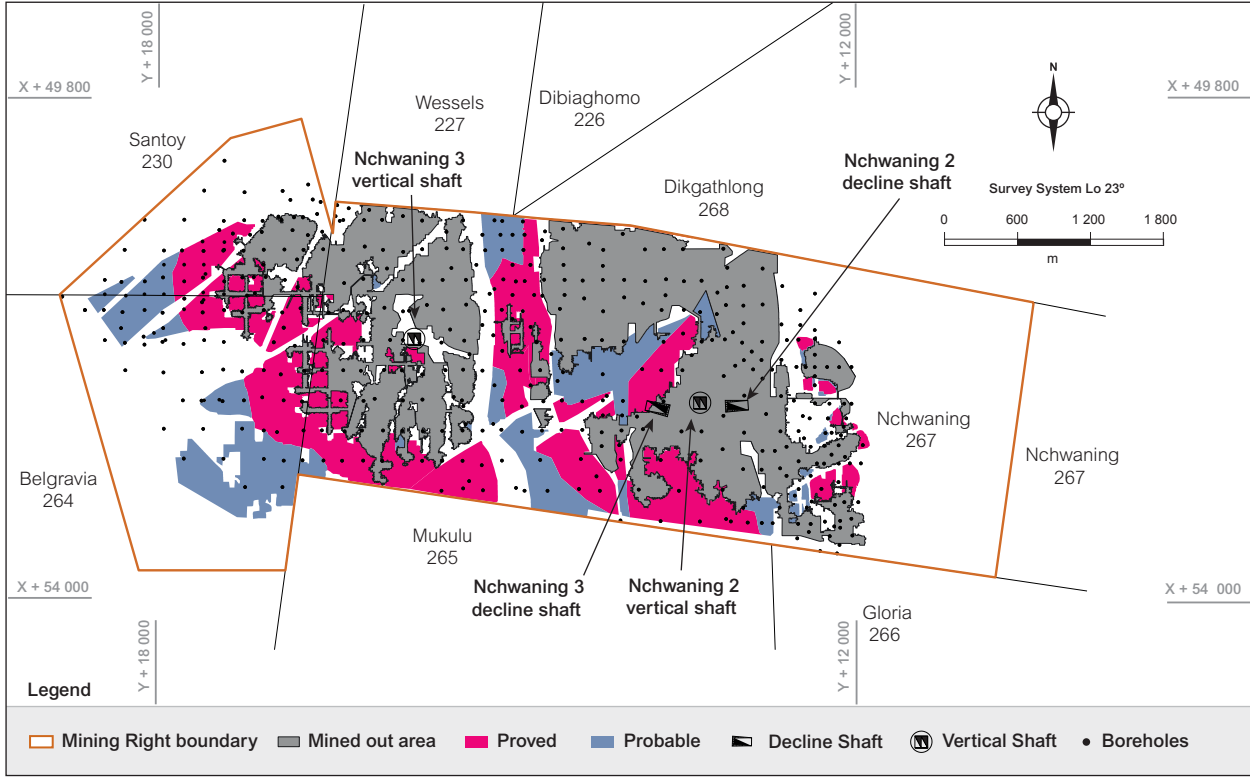 Y + 18 000
Y + 12 000
X + 49 800
X + 49 800
Wessels
227
Dibiaghomo
226
Santoy
230
N
Nchwaning 3
vertical shaft
Nchwaning 2
decline shaft
Dikgathlong
268
Survey System Lo 23º
0 600 1 200 1 800
m
Nchwaning
267
Nchwaning
267
Belgravia
264
Mukulu
265
Nchwaning 3
decline shaft
Nchwaning 2
vertical shaft
X + 54 000
X + 54 000
Gloria
266
Y + 18 000
Y + 12 000
Legend
Mining Right boundary Mined out area Proved Probable Decline Shaft Vertical Shaft Boreholes